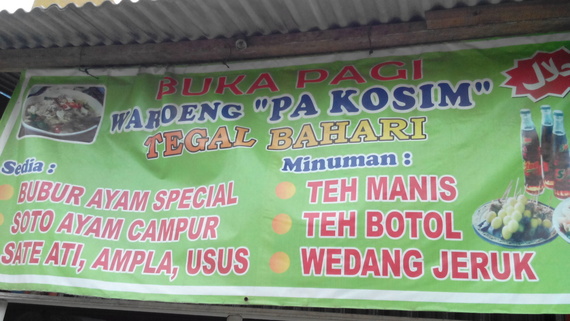 BUKA PAGI
WAROENG "PA KOSIM"
TEGAL BAHARI
حلال
Sedia :
BUBUR AYAM SPECIAL
SOTO AYAM CAMPUR
SATE ATI, AMPLA, USUS
Minuman :
TEH MANIS
TEH BOTOL
WEDANG JERUK